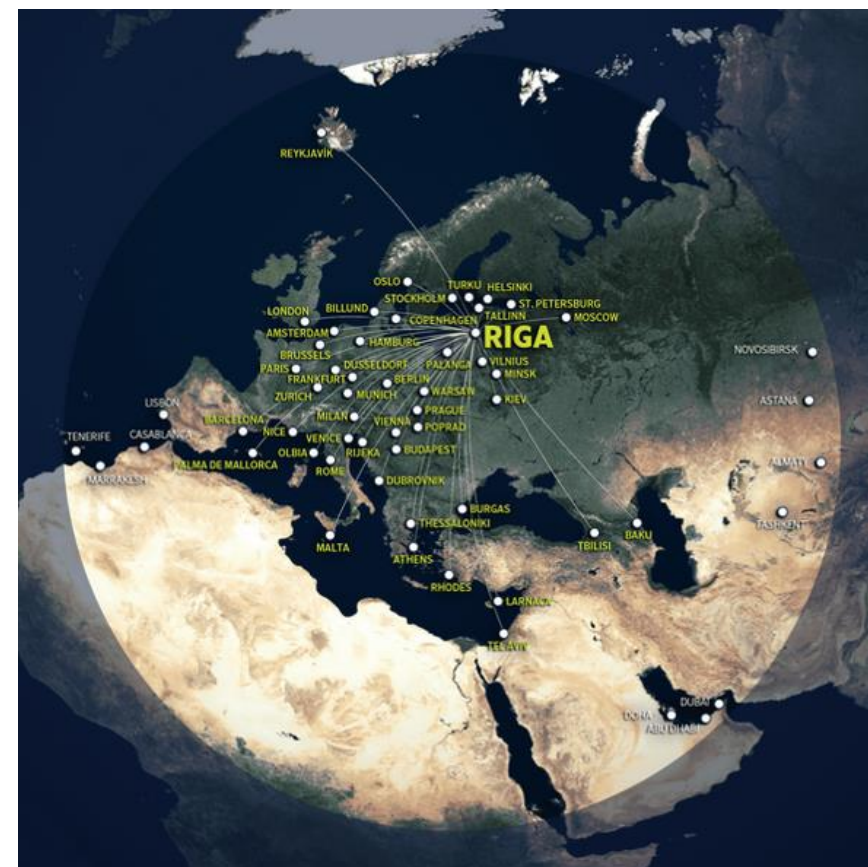 REYKJAVÍK
OSLO
TURKU
HELSINKI
STOCKHOLM
ST. PETERSBURG
BILLUND
TALLINN
LONDON
COPENHAGEN
MOSCOW
AMSTERDAM
RIGA
HAMBURG
BRUSSELS
NOVOSIBIRSK
PALANGA
VILNIUS
PARIS
DÜSSELDORF
MINSK
FRANKFURT
BERLIN
ZURICH
MUNICH
WARSAW
KIEV
ASTANA
LISBON
MILAN
PRAGUE
BARCELONA
NICE
VIENNA
POPRAD
TENERIFE
CASABLANCA
VENICE
RIJEKA
OLBIA
BUDAPEST
PALMA DE MALLORCA
ROME
ALMATY
MARRAKESH
DUBROVNIK
BURGAS
THESSALONIKI
TASHKENT
MALTA
ATHENS
TBILISI
BAKU
RHODES
LARNACA
TEL AVIV
DUBAI
DOHA
ABU DHABI